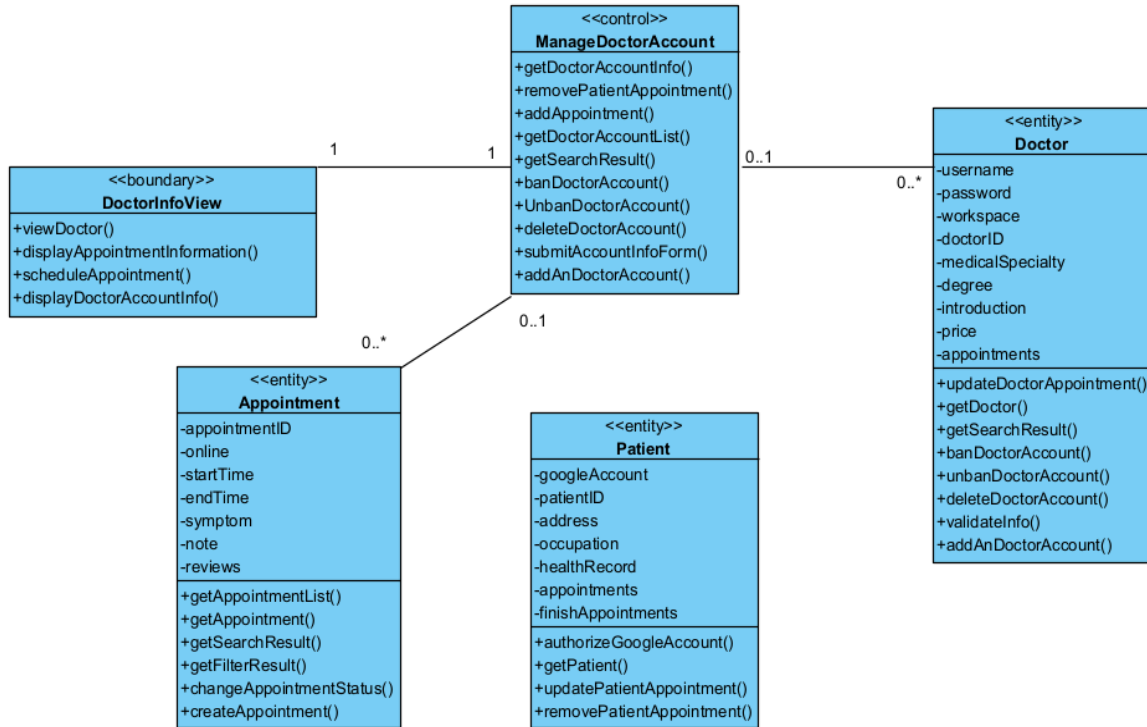 <<control>>
ManageDoctorAccount
+getDoctorAccountInfo()
+removePatientAppointment()
+addAppointment()
+getDoctorAccountList()
+getSearchResult()
+banDoctorAccount()
+UnbanDoctorAccount()
+deleteDoctorAccount()
+submitAccountInfoForm()
+addAnDoctorAccount()
1
1
0..1
0..*
<<boundary>>
DoctorInfoView
+viewDoctor()
+displayAppointmentInformation()
+scheduleAppointment()
+displayDoctorAccountInfo()
<<entity>>
Doctor
-username
-password
-workspace
-doctorID
-medicalSpecialty
-degree
-introduction
-price
-appointments
+updateDoctorAppointment()
+getDoctor()
+getSearchResult()
+banDoctorAccount()
+unbanDoctorAccount()
+deleteDoctorAccount()
+validateInfo()
+addAnDoctorAccount()
0..1
0..*
<<entity>>
Appointment
-appointmentID
-online
-startTime
-endTime
-symptom
-note
-reviews
+getAppointmentList()
+getAppointment()
+getSearchResult()
+getFilterResult()
+changeAppointmentStatus()
+createAppointment()
<<entity>>
Patient
-googleAccount
-patientID
-address
-occupation
-healthRecord
-appointments
-finishAppointments
+authorizeGoogleAccount()
+getPatient()
+updatePatientAppointment()
+removePatientAppointment()